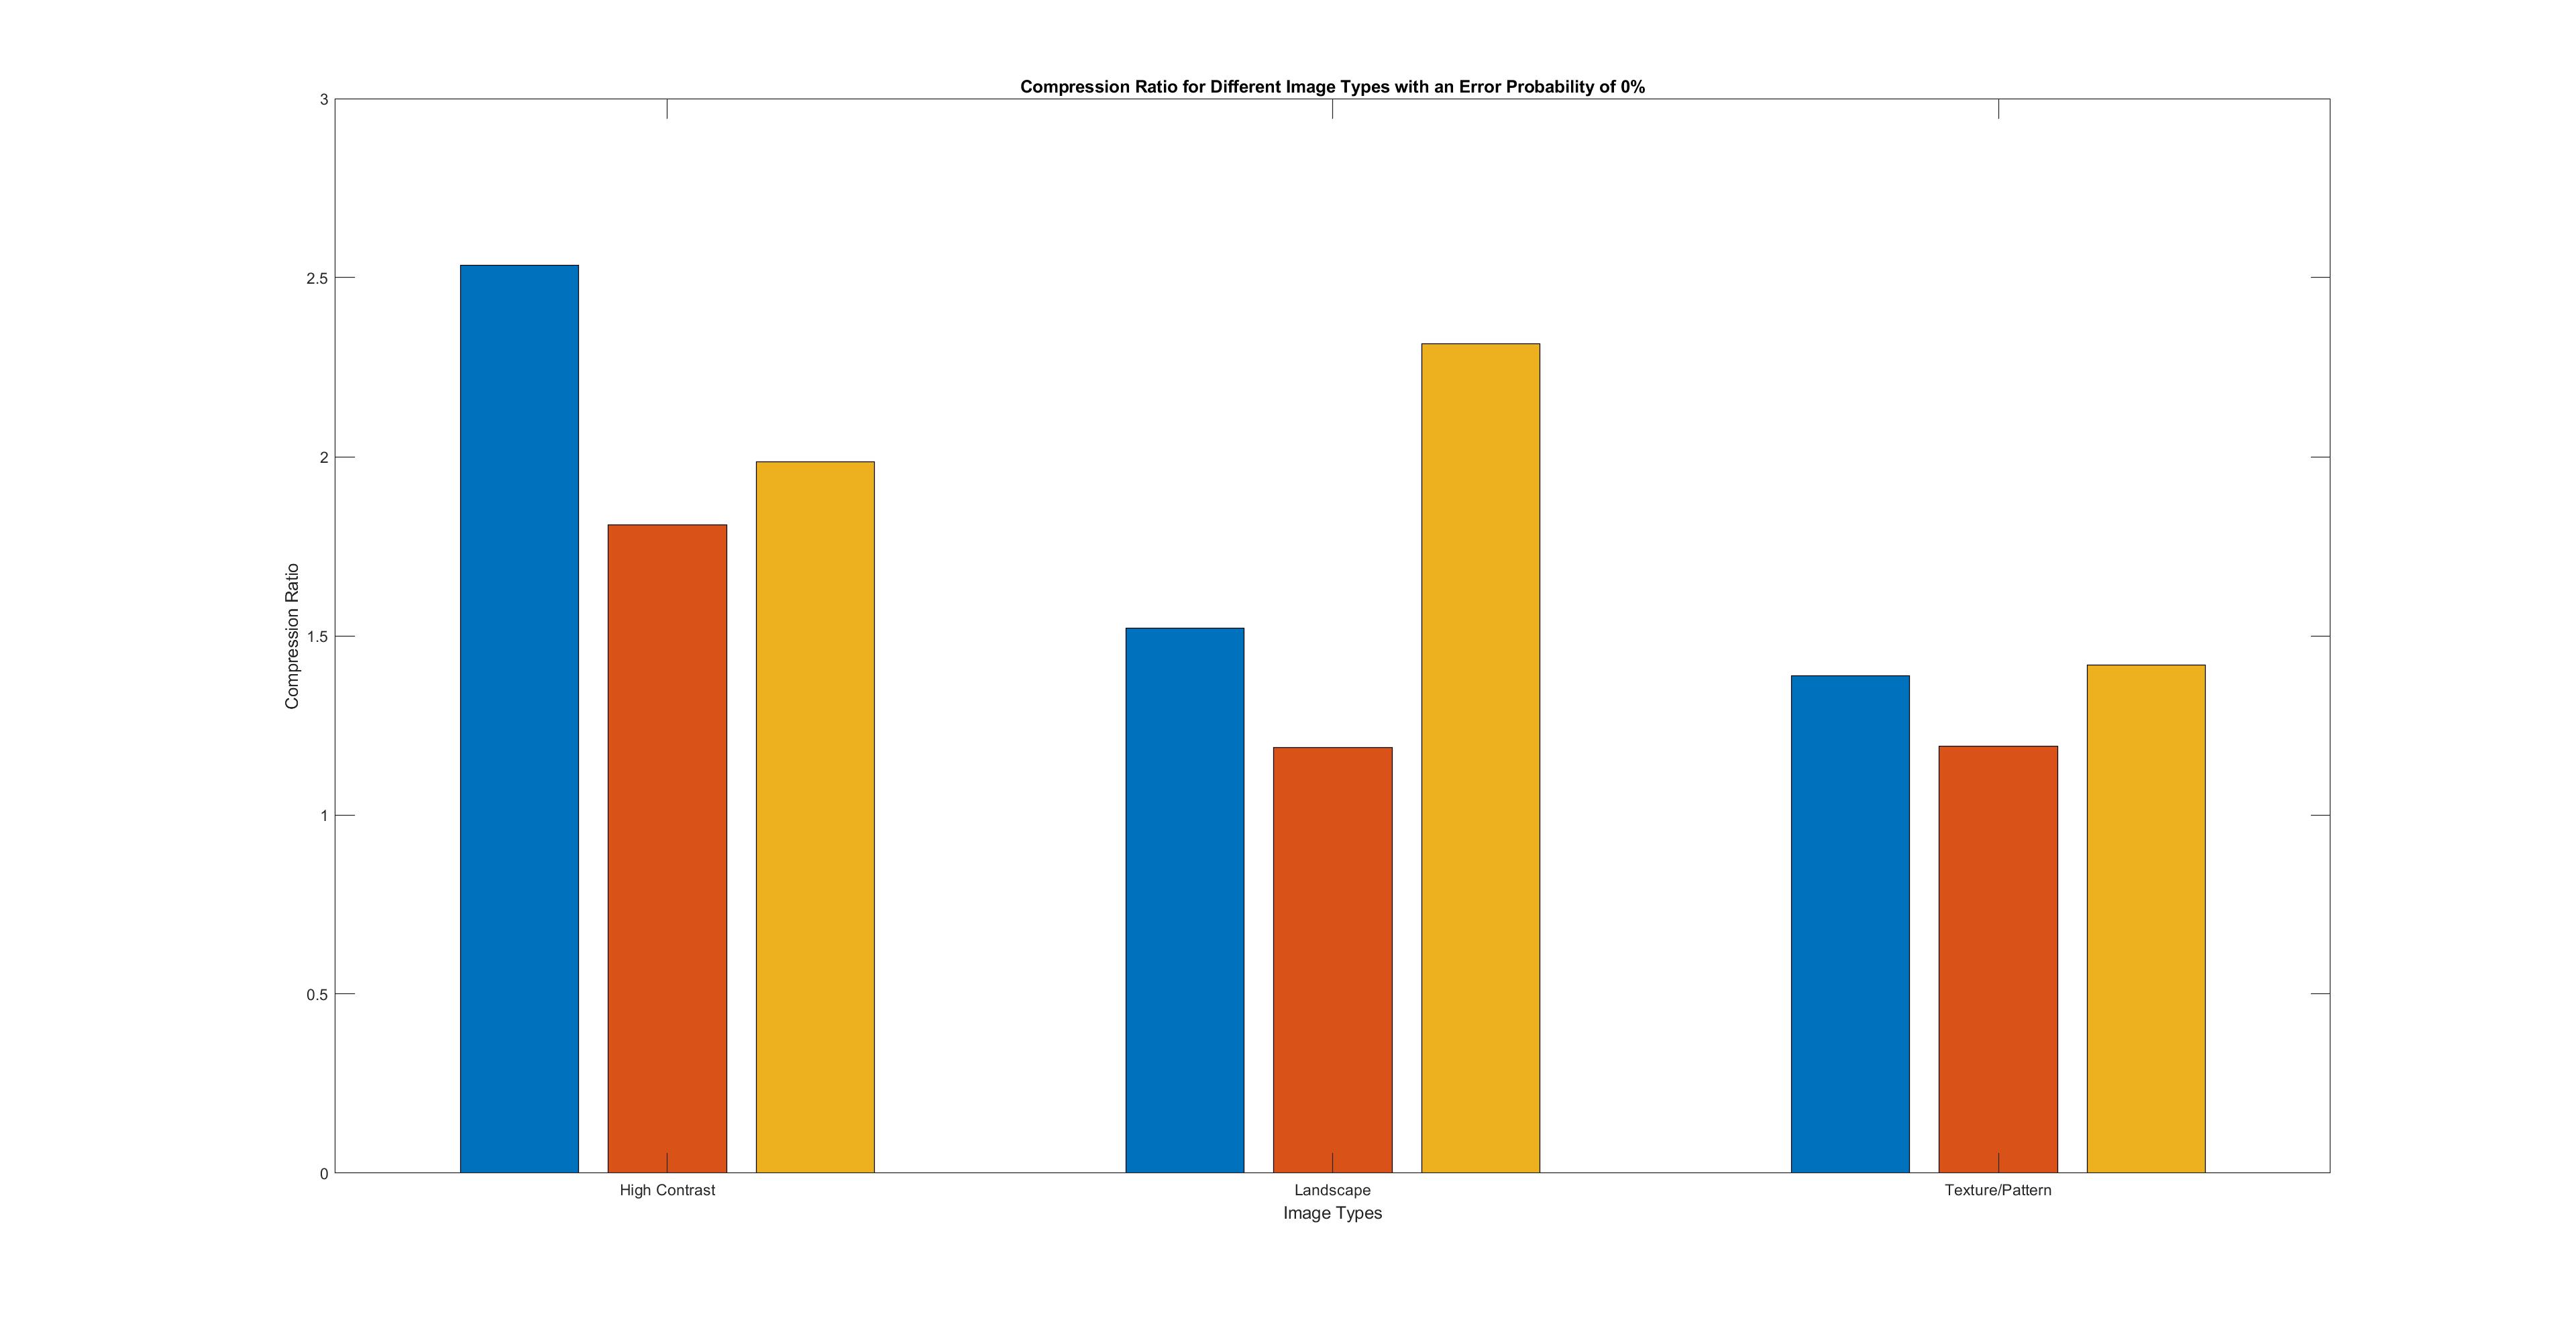 Compression Ratio for Different Image Types with an Error Probability of 0%
3
2.5
2
1.5
1
0.5
0
Compression Ratio
High Contrast
Landscape
Texture/Pattern
Image Types